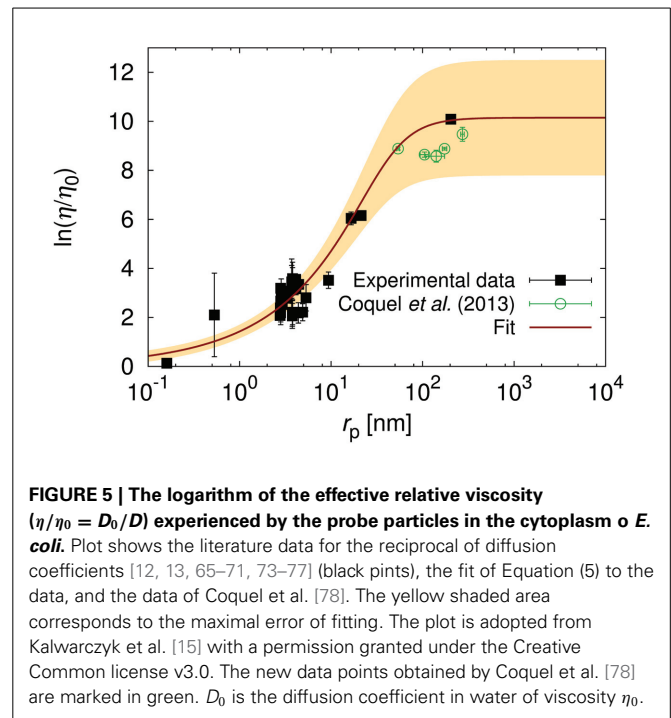 12
10
8
6
4
2
0
ln(η/η₀)
Experimental data
Coquel et al. (2013)
Fit
10⁻¹ 10⁰ 10¹ 10² 10³ 10⁴
rₚ [nm]
FIGURE 5 | The logarithm of the effective relative viscosity
(η/η₀ = D₀/D) experienced by the probe particles in the cytoplasm o E.
coli. Plot shows the literature data for the reciprocal of diffusion
coefficients [12, 13, 65–71, 73–77] (black pints), the fit of Equation (5) to the
data, and the data of Coquel et al. [78]. The yellow shaded area
corresponds to the maximal error of fitting. The plot is adopted from
Kalwarczyk et al. [15] with a permission granted under the Creative
Common license v3.0. The new data points obtained by Coquel et al. [78]
are marked in green. D₀ is the diffusion coefficient in water of viscosity η₀.